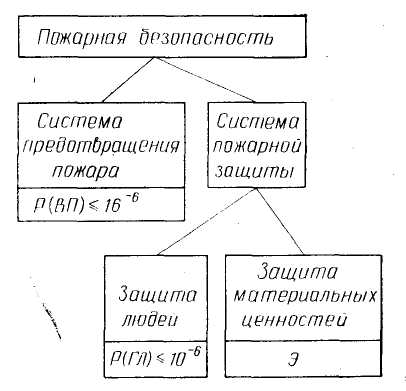 Пожарная безопасность
Система
предотвращения
пожара
Р(ВП) ≤ 16⁻⁶
Система
пожарной
защиты
Защита
людей
Р(ГЛ) ≤ 10⁻⁶
Защита
материальных
ценностей
Э